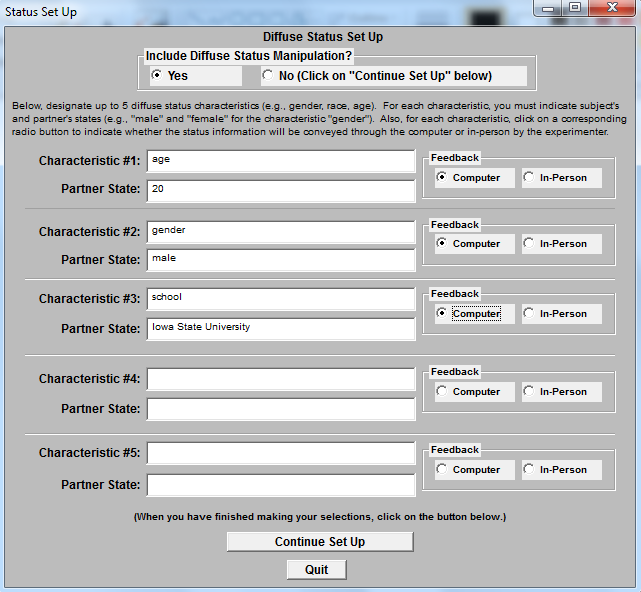 Status Set Up
Diffuse Status Set Up
Include Diffuse Status Manipulation?
Yes
No (Click on "Continue Set Up" below)
Below, designate up to 5 diffuse status characteristics (e.g., gender, race, age).  For each characteristic, you must indicate subject's
and partner's states (e.g., "male" and "female" for the characteristic "gender").  Also, for each characteristic, click on a corresponding
radio button to indicate whether the status information will be conveyed through the computer or in-person by the experimenter.
Characteristic #1: age
Partner State: 20
Feedback
Computer In-Person
Characteristic #2: gender
Partner State: male
Feedback
Computer In-Person
Characteristic #3: school
Partner State: Iowa State University
Feedback
Computer In-Person
Characteristic #4:
Partner State:
Feedback
Computer In-Person
Characteristic #5:
Partner State:
Feedback
Computer In-Person
(When you have finished making your selections, click on the button below.)
Continue Set Up
Quit